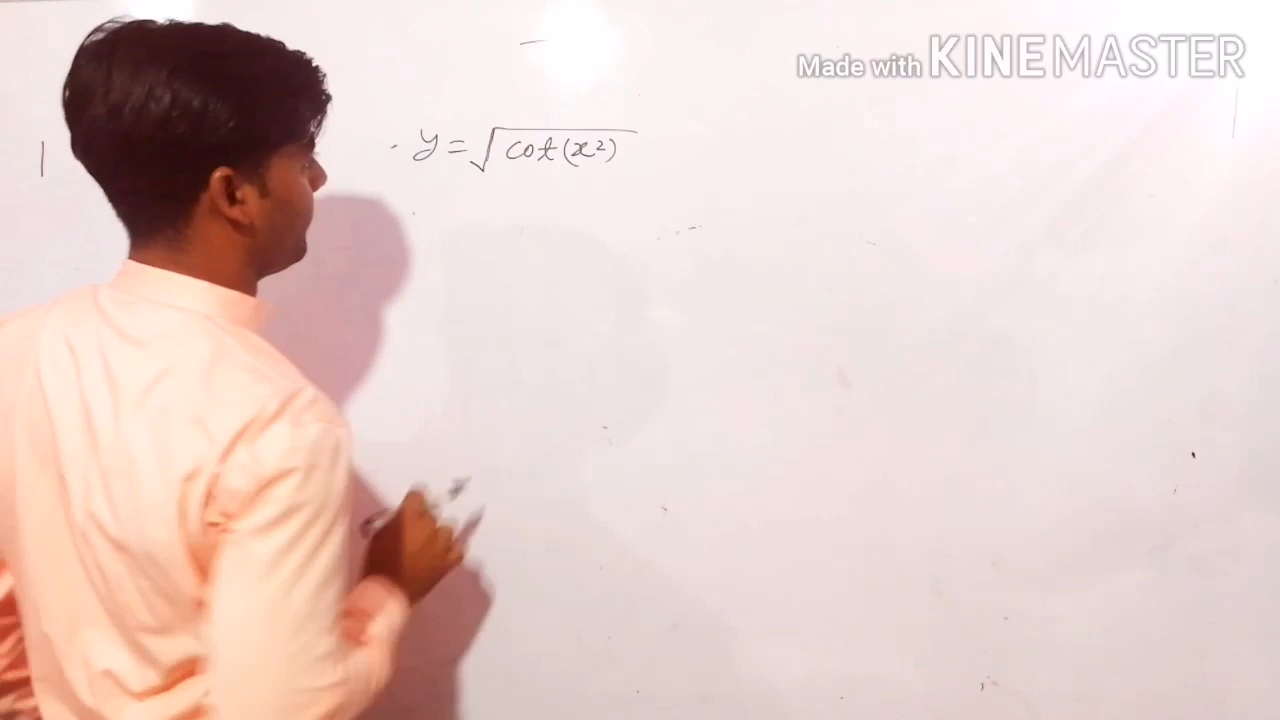 Made with KINEMASTER
y = √cot(x²)